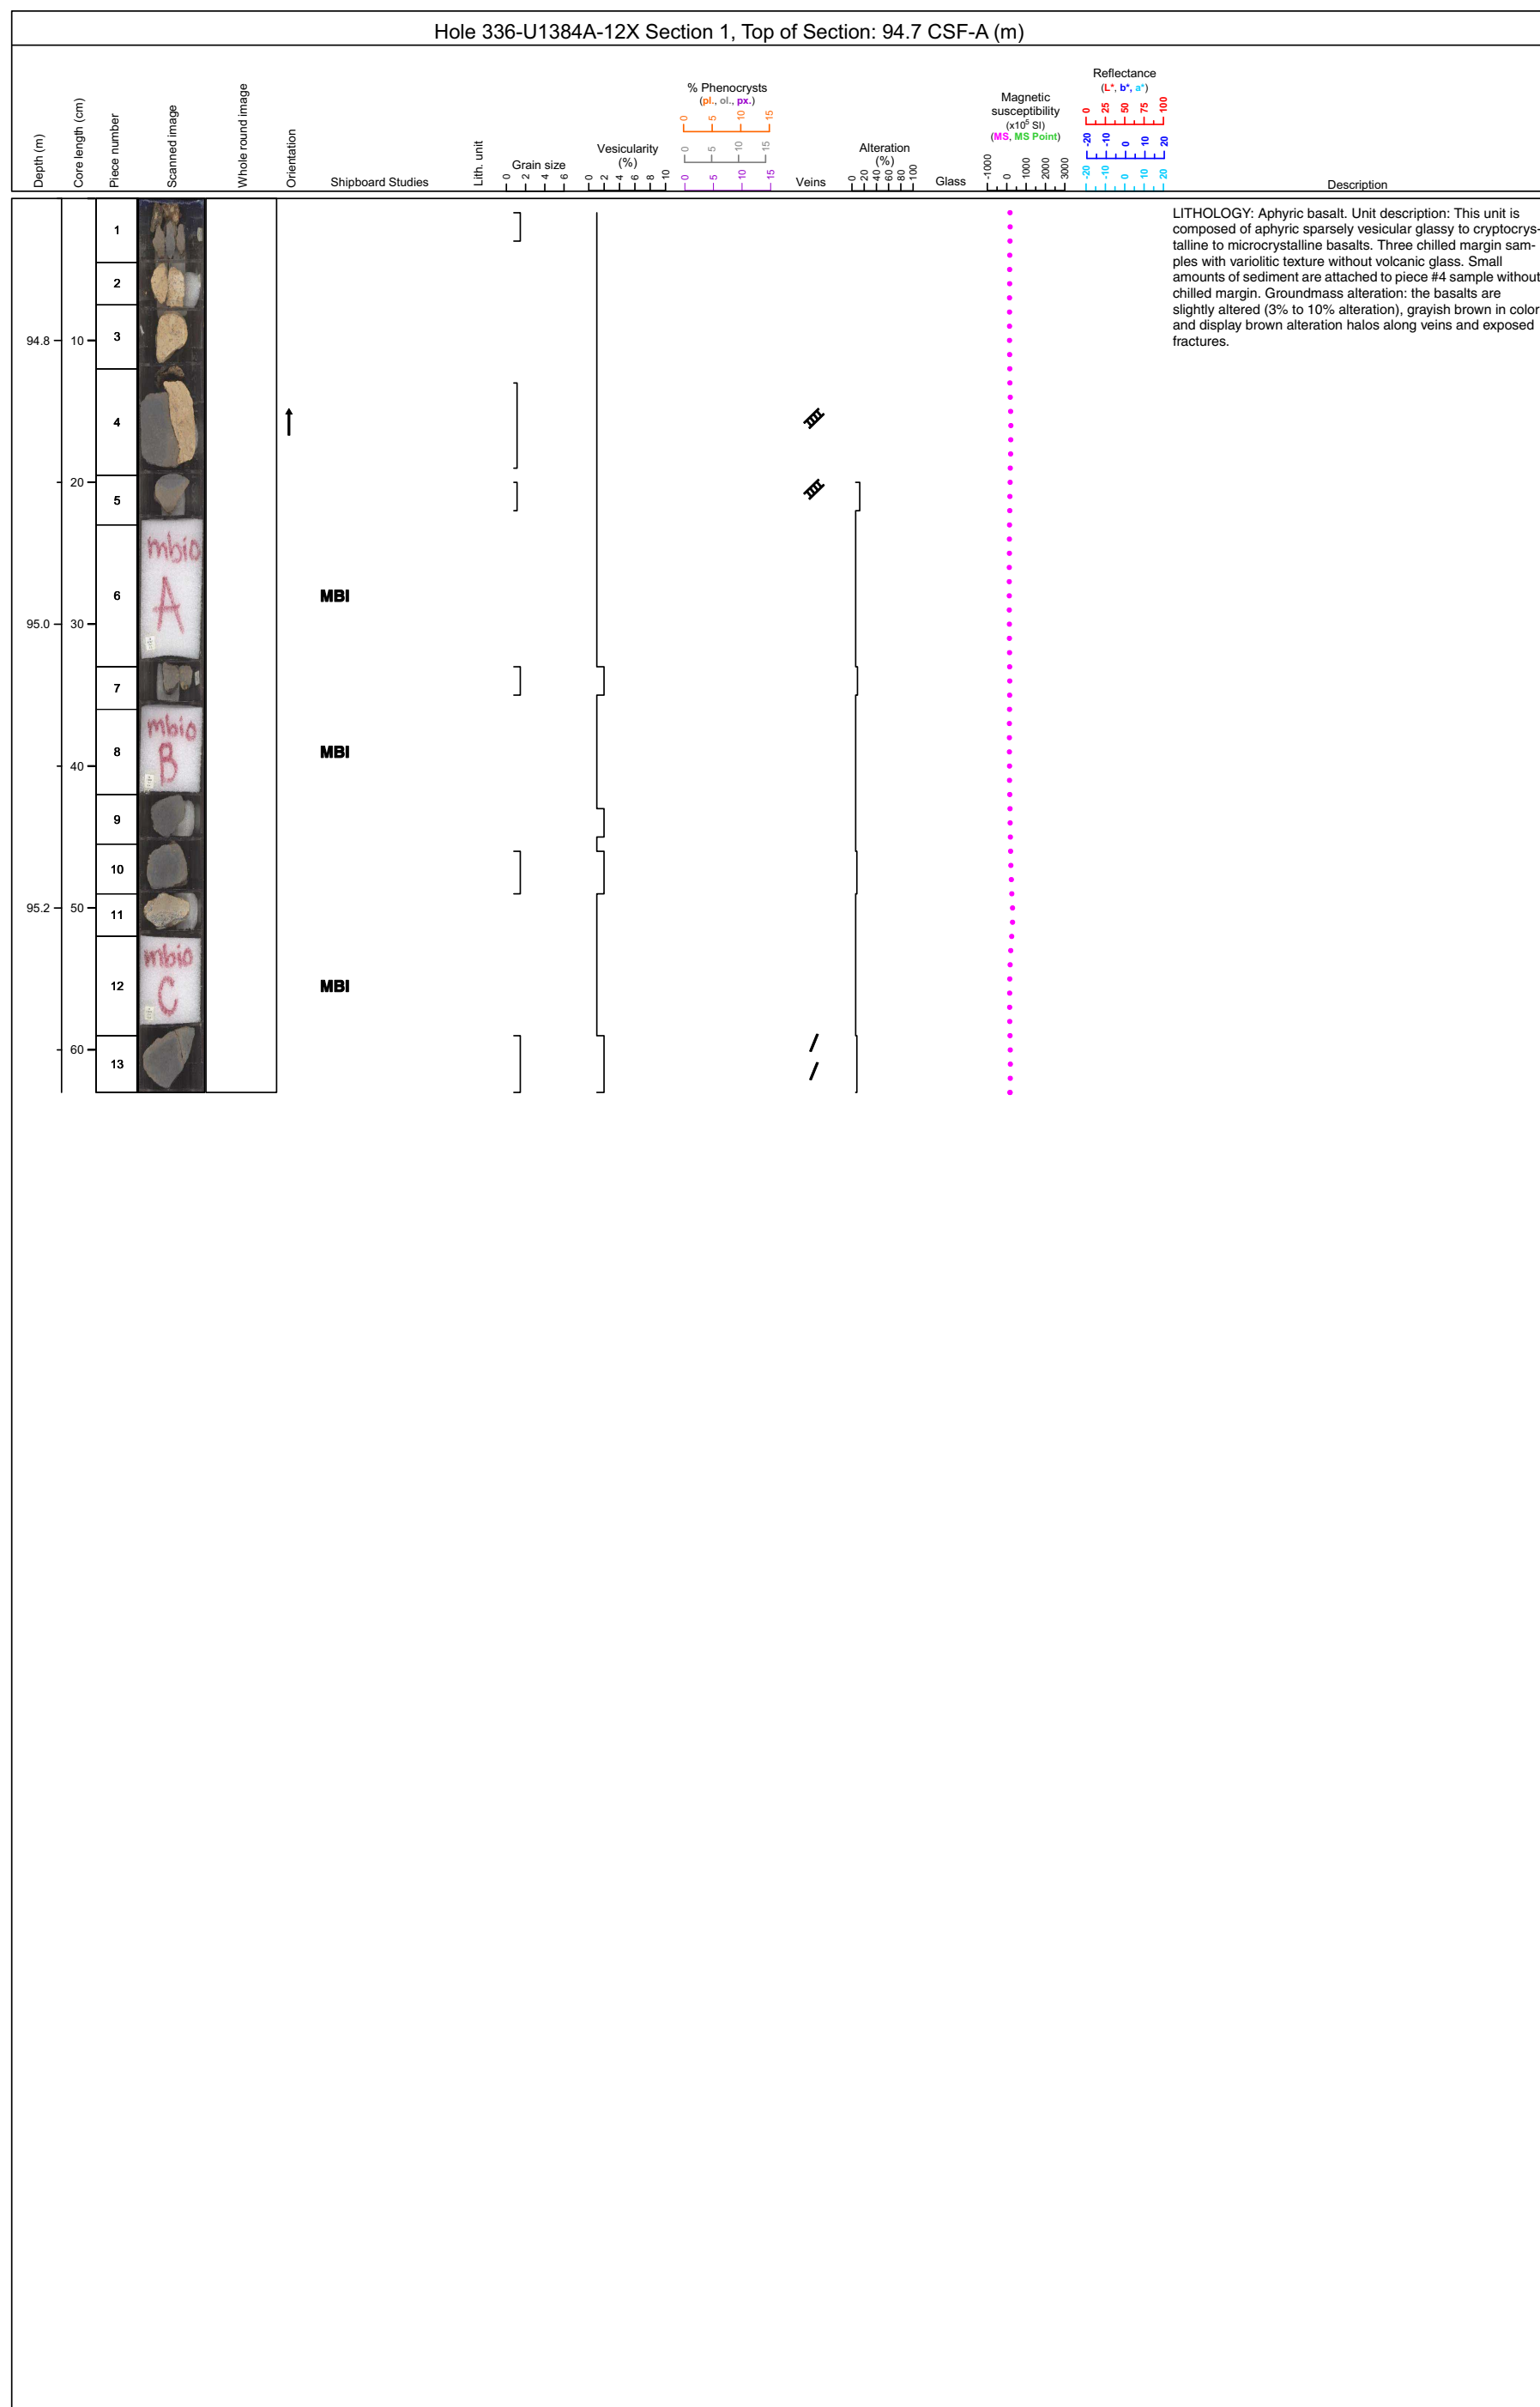 Hole 336-U1384A-12X Section 1, Top of Section: 94.7 CSF-A (m)
Depth (m)
Core length (cm)
Piece number
Scanned image
Whole round image
Orientation
Shipboard Studies
Lith. unit
Grain size
0 2 4 6
Vesicularity
(%)
0 2 4 6 8 10
% Phenocrysts
(pl., ol., px.)
0 5 10 15
0 5 10 15
0 5 10 15
Veins
Alteration
(%)
0 20 40 60 80 100
Glass
Magnetic
susceptibility
(x10⁵ SI)
(MS, MS Point)
-1000 0 1000 2000 3000
Reflectance
(L*, b*, a*)
0 25 50 75 100
-20 -10 0 10 20
-20 -10 0 10 20
Description
LITHOLOGY: Aphyric basalt. Unit description: This unit is
composed of aphyric sparsely vesicular glassy to cryptocrys-
talline to microcrystalline basalts. Three chilled margin sam-
ples with variolitic texture without volcanic glass. Small
amounts of sediment are attached to piece #4 sample without
chilled margin. Groundmass alteration: the basalts are
slightly altered (3% to 10% alteration), grayish brown in color
and display brown alteration halos along veins and exposed
fractures.
1
2
94.8 10 3
4
20
5
mbio
A
6 MBI
95.0 30
7
mbio
B
8 MBI
40
9
10
95.2 50 11
mbio
C
12 MBI
60
13